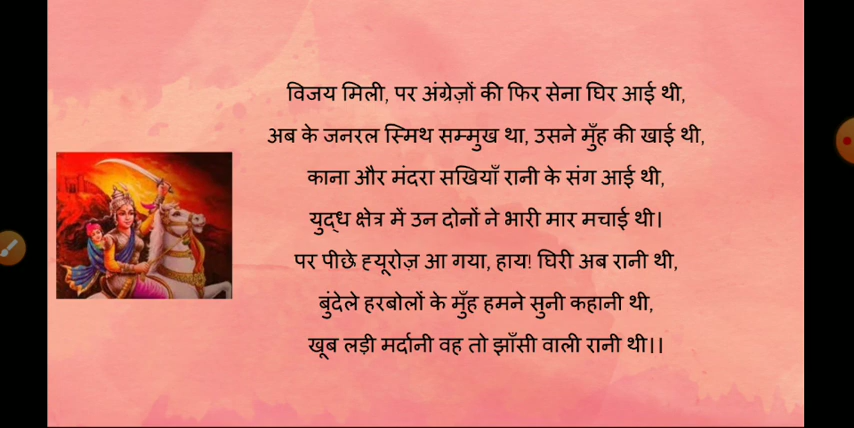 विजय मिली, पर अंग्रेज़ों की फिर सेना घिर आई थी,
अब के जनरल स्मिथ सम्मुख था, उसने मुँह की खाई थी,
काना और मंदरा सखियाँ रानी के संग आई थी,
युद्ध क्षेत्र में उन दोनों ने भारी मार मचाई थी।
पर पीछे ह्यूरोज़ आ गया, हाय! घिरी अब रानी थी,
बुंदेले हरबोलों के मुँह हमने सुनी कहानी थी,
खूब लड़ी मर्दानी वह तो झाँसी वाली रानी थी।।